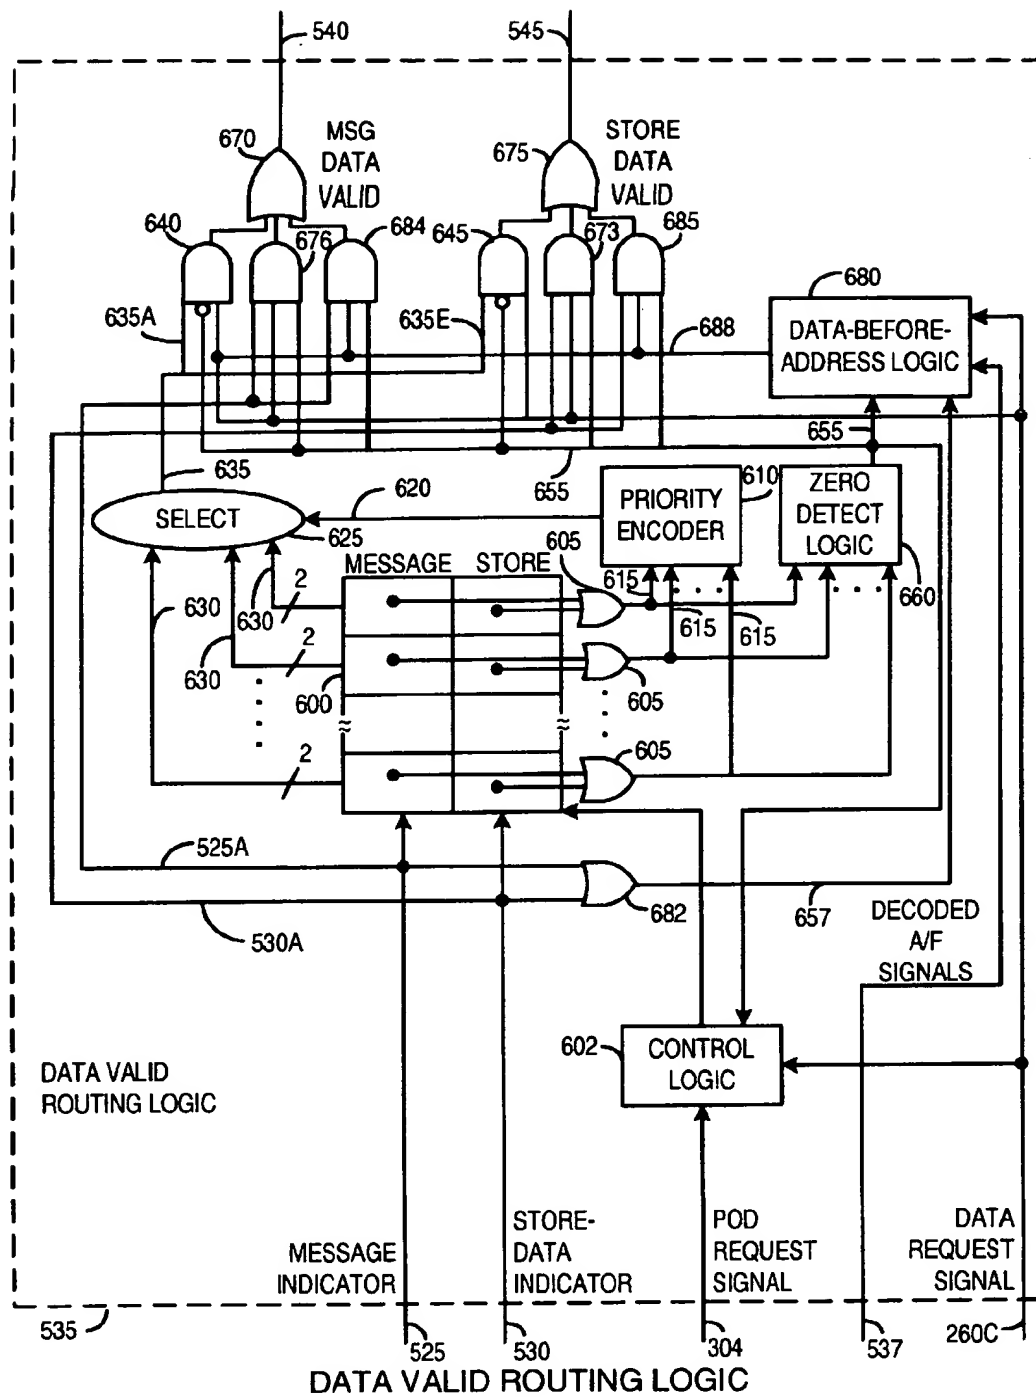 540
545
670
MSG
DATA
VALID
675
STORE
DATA
VALID
640
676
684
645
673
685
635A
635E
688
680
DATA-BEFORE-
ADDRESS LOGIC
655
635
620
655
610
SELECT
625
PRIORITY
ENCODER
ZERO
DETECT
LOGIC
660
MESSAGE
STORE
605
615
615
615
630
630
630
2
2
2
600
605
605
525A
530A
682
657
DECODED
A/F
SIGNALS
602
CONTROL
LOGIC
DATA VALID
ROUTING LOGIC
MESSAGE
INDICATOR
STORE-
DATA
INDICATOR
POD
REQUEST
SIGNAL
DATA
REQUEST
SIGNAL
535
525
530
304
537
260C
DATA VALID ROUTING LOGIC